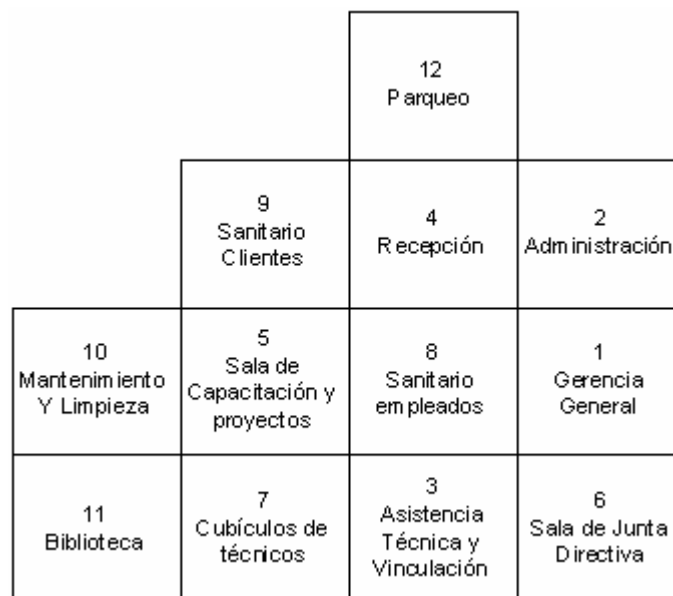 12
Parqueo
9
Sanitario
Clientes
4
Recepción
2
Administración
10
Mantenimiento
Y Limpieza
5
Sala de
Capacitación y
proyectos
8
Sanitario
empleados
1
Gerencia
General
11
Biblioteca
7
Cubículos de
técnicos
3
Asistencia
Técnica y
Vinculación
6
Sala de Junta
Directiva